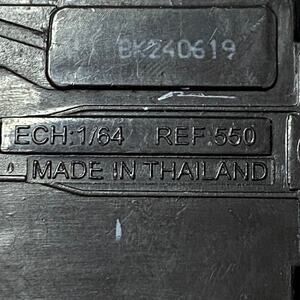 BK240619
ECH:1/64 REF.550
MADE IN THAILAND